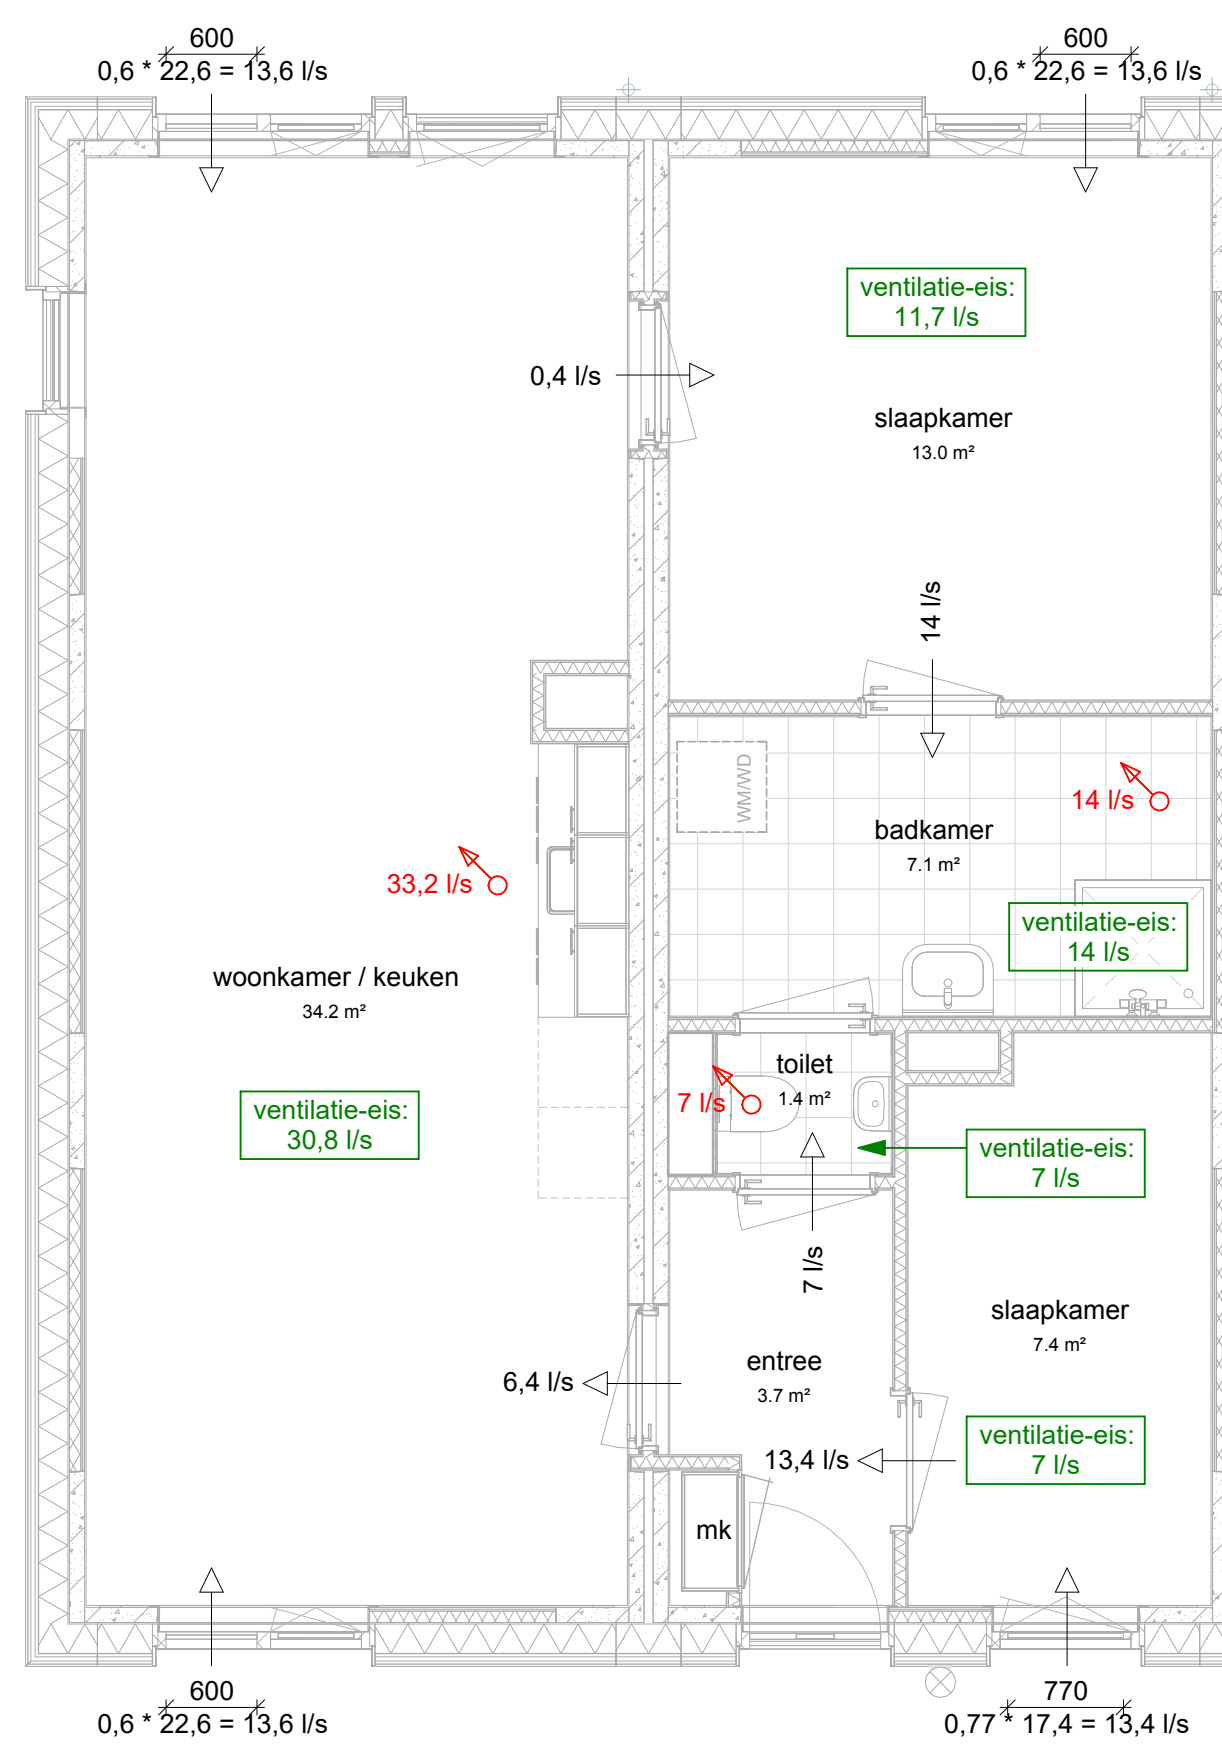 600
0,6 * 22,6 = 13,6 l/s
600
0,6 * 22,6 = 13,6 l/s
ventilatie-eis:
11,7 l/s
0,4 l/s
slaapkamer
13.0 m²
14 l/s
WM/WD
14 l/s
badkamer
7.1 m²
33,2 l/s
ventilatie-eis:
14 l/s
woonkamer / keuken
34.2 m²
toilet
1.4 m²
7 l/s
ventilatie-eis:
30,8 l/s
ventilatie-eis:
7 l/s
7 l/s
slaapkamer
7.4 m²
entree
3.7 m²
6,4 l/s
ventilatie-eis:
7 l/s
13,4 l/s
mk
600
0,6 * 22,6 = 13,6 l/s
770
0,77 * 17,4 = 13,4 l/s